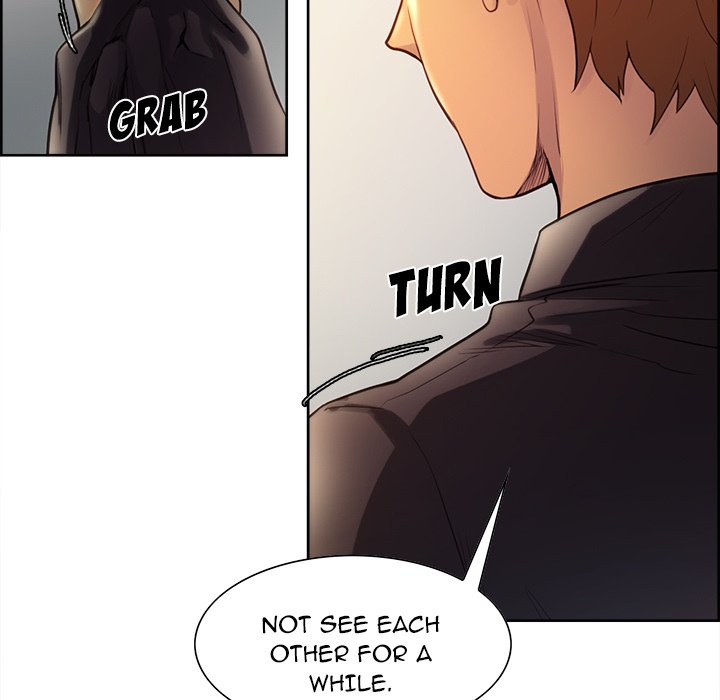 GRAB
TURN
NOT SEE EACH
OTHER FOR A
WHILE.